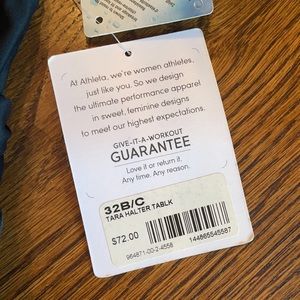 At Athleta, we're women athletes,
just like you. So we design
the ultimate performance apparel
in sweet, feminine designs
to meet our highest expectations.
GIVE-IT-A-WORKOUT
GUARANTEE
Love it or return it.
Any time. Any reason.
32B/C
TARA HALTER TABLK
$72.00
964871-00-2-4558
144865545587